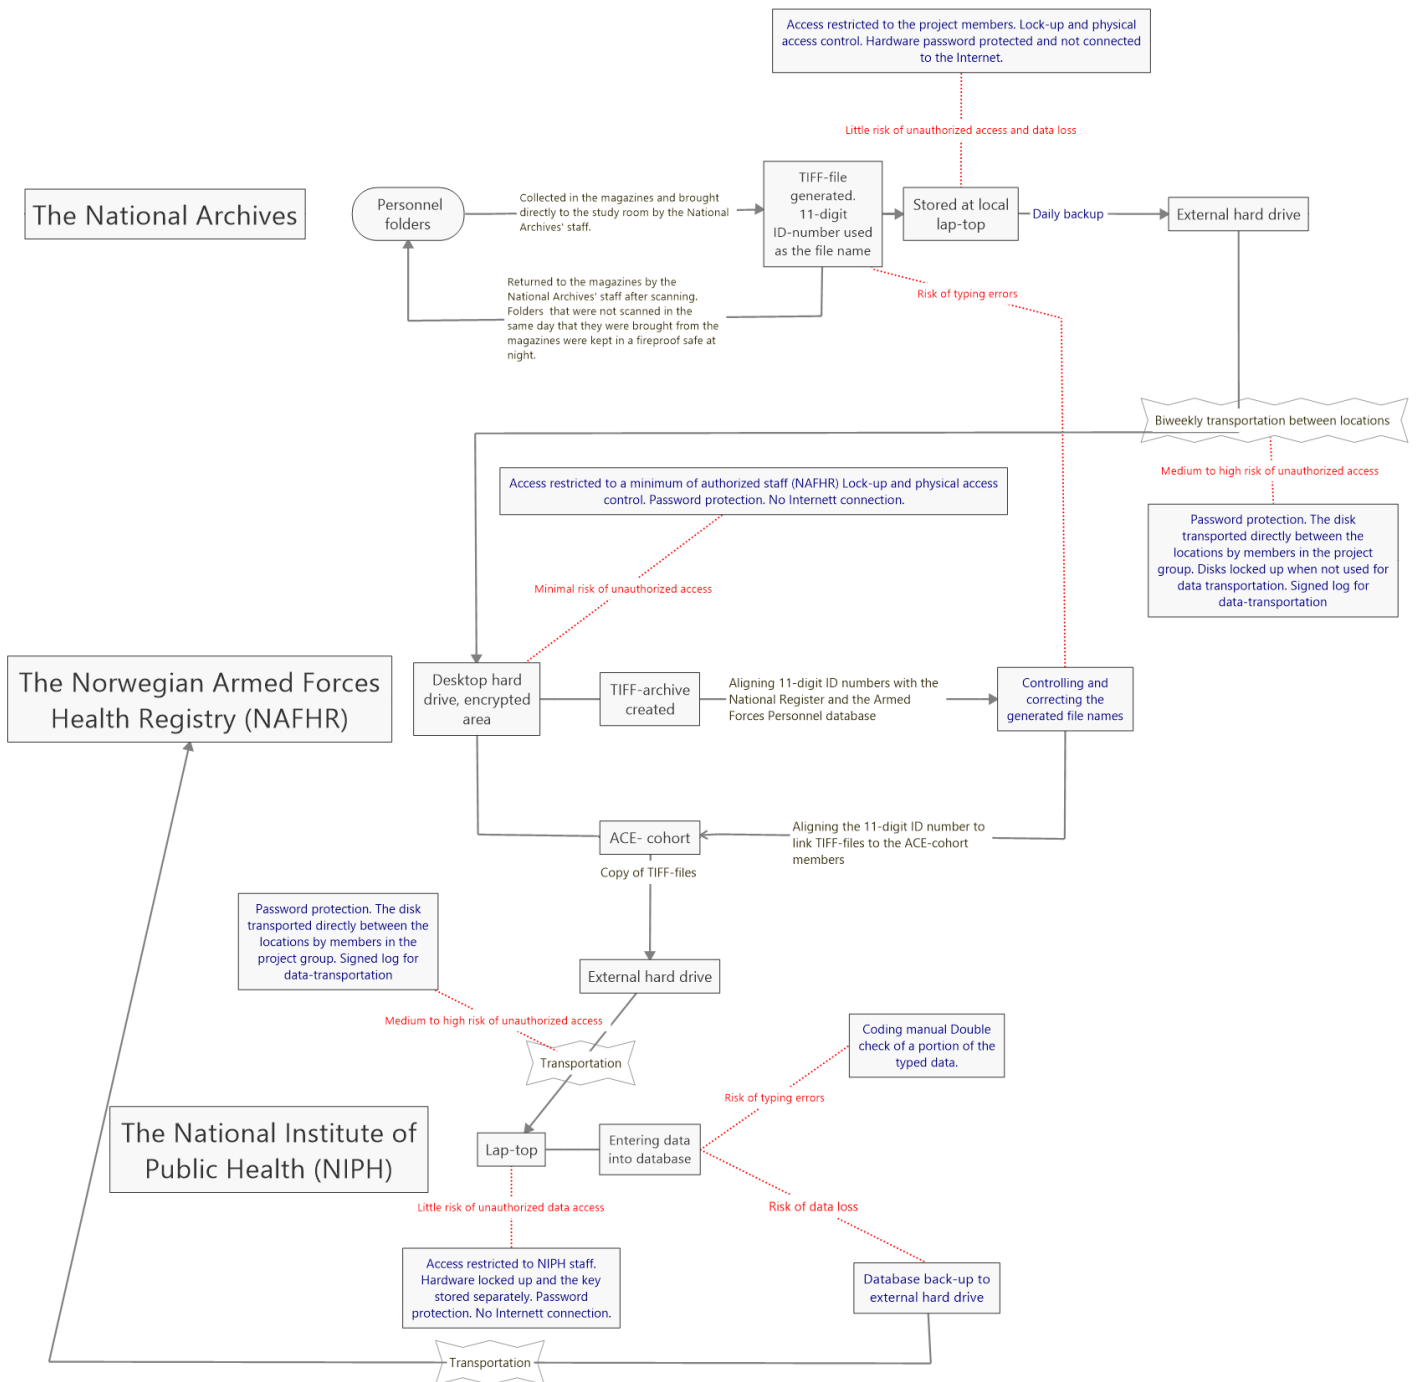 Access restricted to the project members. Lock-up and physical
access control. Hardware password protected and not connected
to the Internet.
Little risk of unauthorized access and data loss
The National Archives
Personnel
folders
Collected in the magazines and brought
directly to the study room by the National
Archives' staff.
TIFF-file
generated.
11-digit
ID-number used
as the file name
Stored at local
lap-top
Daily backup
External hard drive
Returned to the magazines by the
National Archives' staff after scanning.
Folders that were not scanned in the
same day that they were brought from the
magazines were kept in a fireproof safe at
night.
Risk of typing errors
Biweekly transportation between locations
Medium to high risk of unauthorized access
Password protection. The disk
transported directly between the
locations by members in the project
group. Disks locked up when not used for
data transportation. Signed log for
data-transportation
Access restricted to a minimum of authorized staff (NAFHR) Lock-up and physical access
control. Password protection. No Internett connection.
Minimal risk of unauthorized access
The Norwegian Armed Forces
Health Registry (NAFHR)
Desktop hard
drive, encrypted
area
TIFF-archive
created
Aligning 11-digit ID numbers with the
National Register and the Armed
Forces Personnel database
Controlling and
correcting the
generated file names
ACE- cohort
Aligning the 11-digit ID number to
link TIFF-files to the ACE-cohort
members
Copy of TIFF-files
Password protection. The disk
transported directly between the
locations by members in the
project group. Signed log for
data-transportation
External hard drive
Medium to high risk of unauthorized access
Transportation
Coding manual Double
check of a portion of the
typed data.
Risk of typing errors
The National Institute of
Public Health (NIPH)
Lap-top
Entering data
into database
Little risk of unauthorized data access
Risk of data loss
Access restricted to NIPH staff.
Hardware locked up and the key
stored separately. Password
protection. No Internett connection.
Database back-up to
external hard drive
Transportation